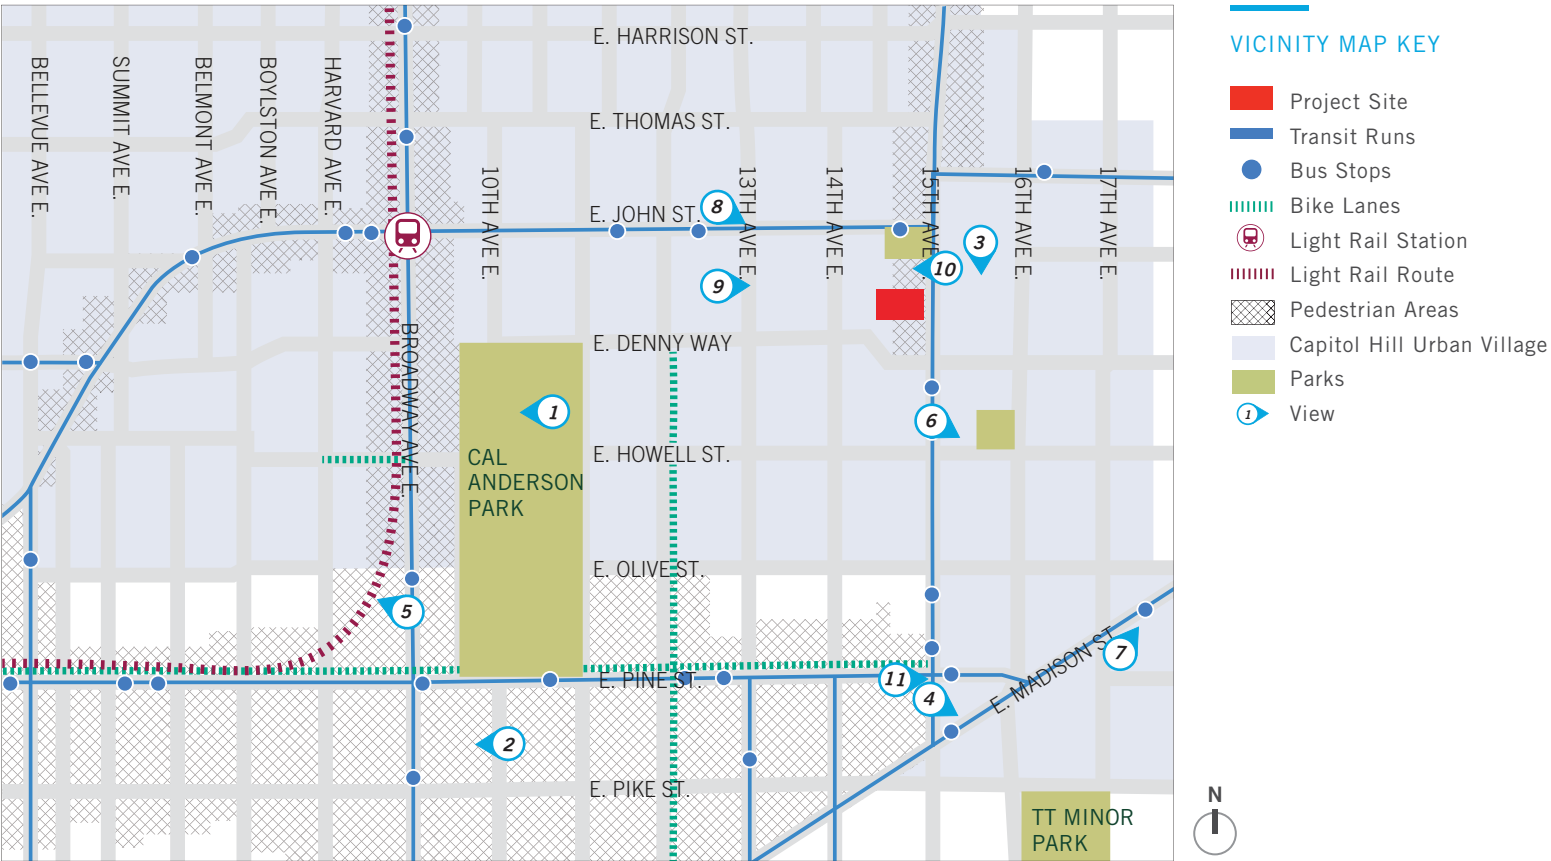 E. HARRISON ST.
VICINITY MAP KEY
BELLEVUE AVE E.
SUMMIT AVE E.
BELMONT AVE E.
BOYLSTON AVE E.
HARVARD AVE E.
Project Site
E. THOMAS ST.
Transit Runs
Bus Stops
10TH AVE E.
13TH AVE E.
14TH AVE E.
15TH AVE E.
16TH AVE E.
17TH AVE E.
Bike Lanes
E. JOHN ST.
8
3
Light Rail Station
10
Light Rail Route
9
Pedestrian Areas
BROADWAY AVE E.
E. DENNY WAY
Capitol Hill Urban Village
Parks
1
6
1
View
CAL
ANDERSON
PARK
E. HOWELL ST.
E. OLIVE ST.
5
7
E. MADISON ST
E. PINE ST.
11
4
2
E. PIKE ST.
N
TT MINOR
PARK